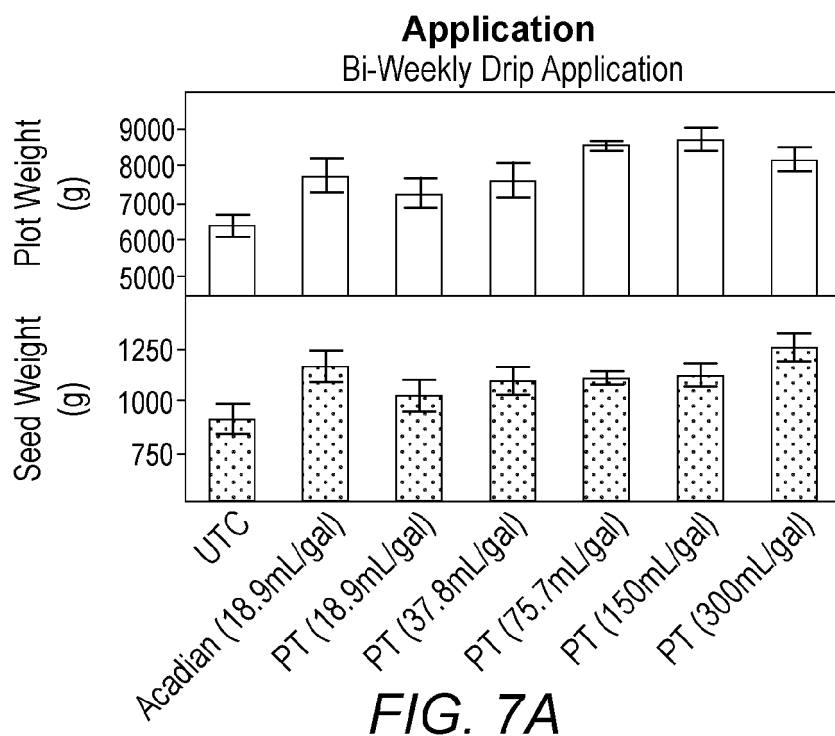 Application
Bi-Weekly Drip Application
Plot Weight
(g)
9000
8000
7000
6000
5000
Seed Weight
(g)
1250
1000
750
UTC
Acadian (18.9mL/gal)
PT (18.9mL/gal)
PT (37.8mL/gal)
PT (75.7mL/gal)
PT (150mL/gal)
PT (300mL/gal)
FIG. 7A